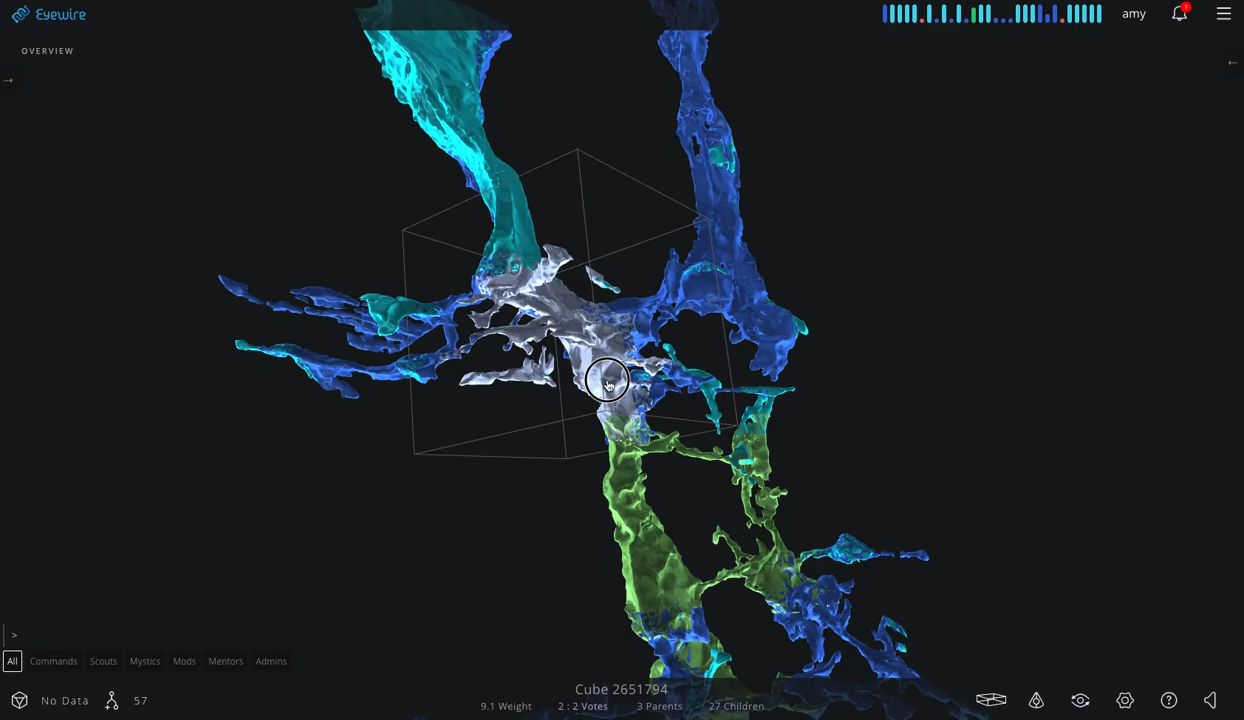 Eyewire
7
amy
OVERVIEW
>
All Commands Scouts Mystics Mods Mentors Admins
Cube 2651794
No Data 57
9.1 Weight 2 : 2 Votes 3 Parents 27 Children